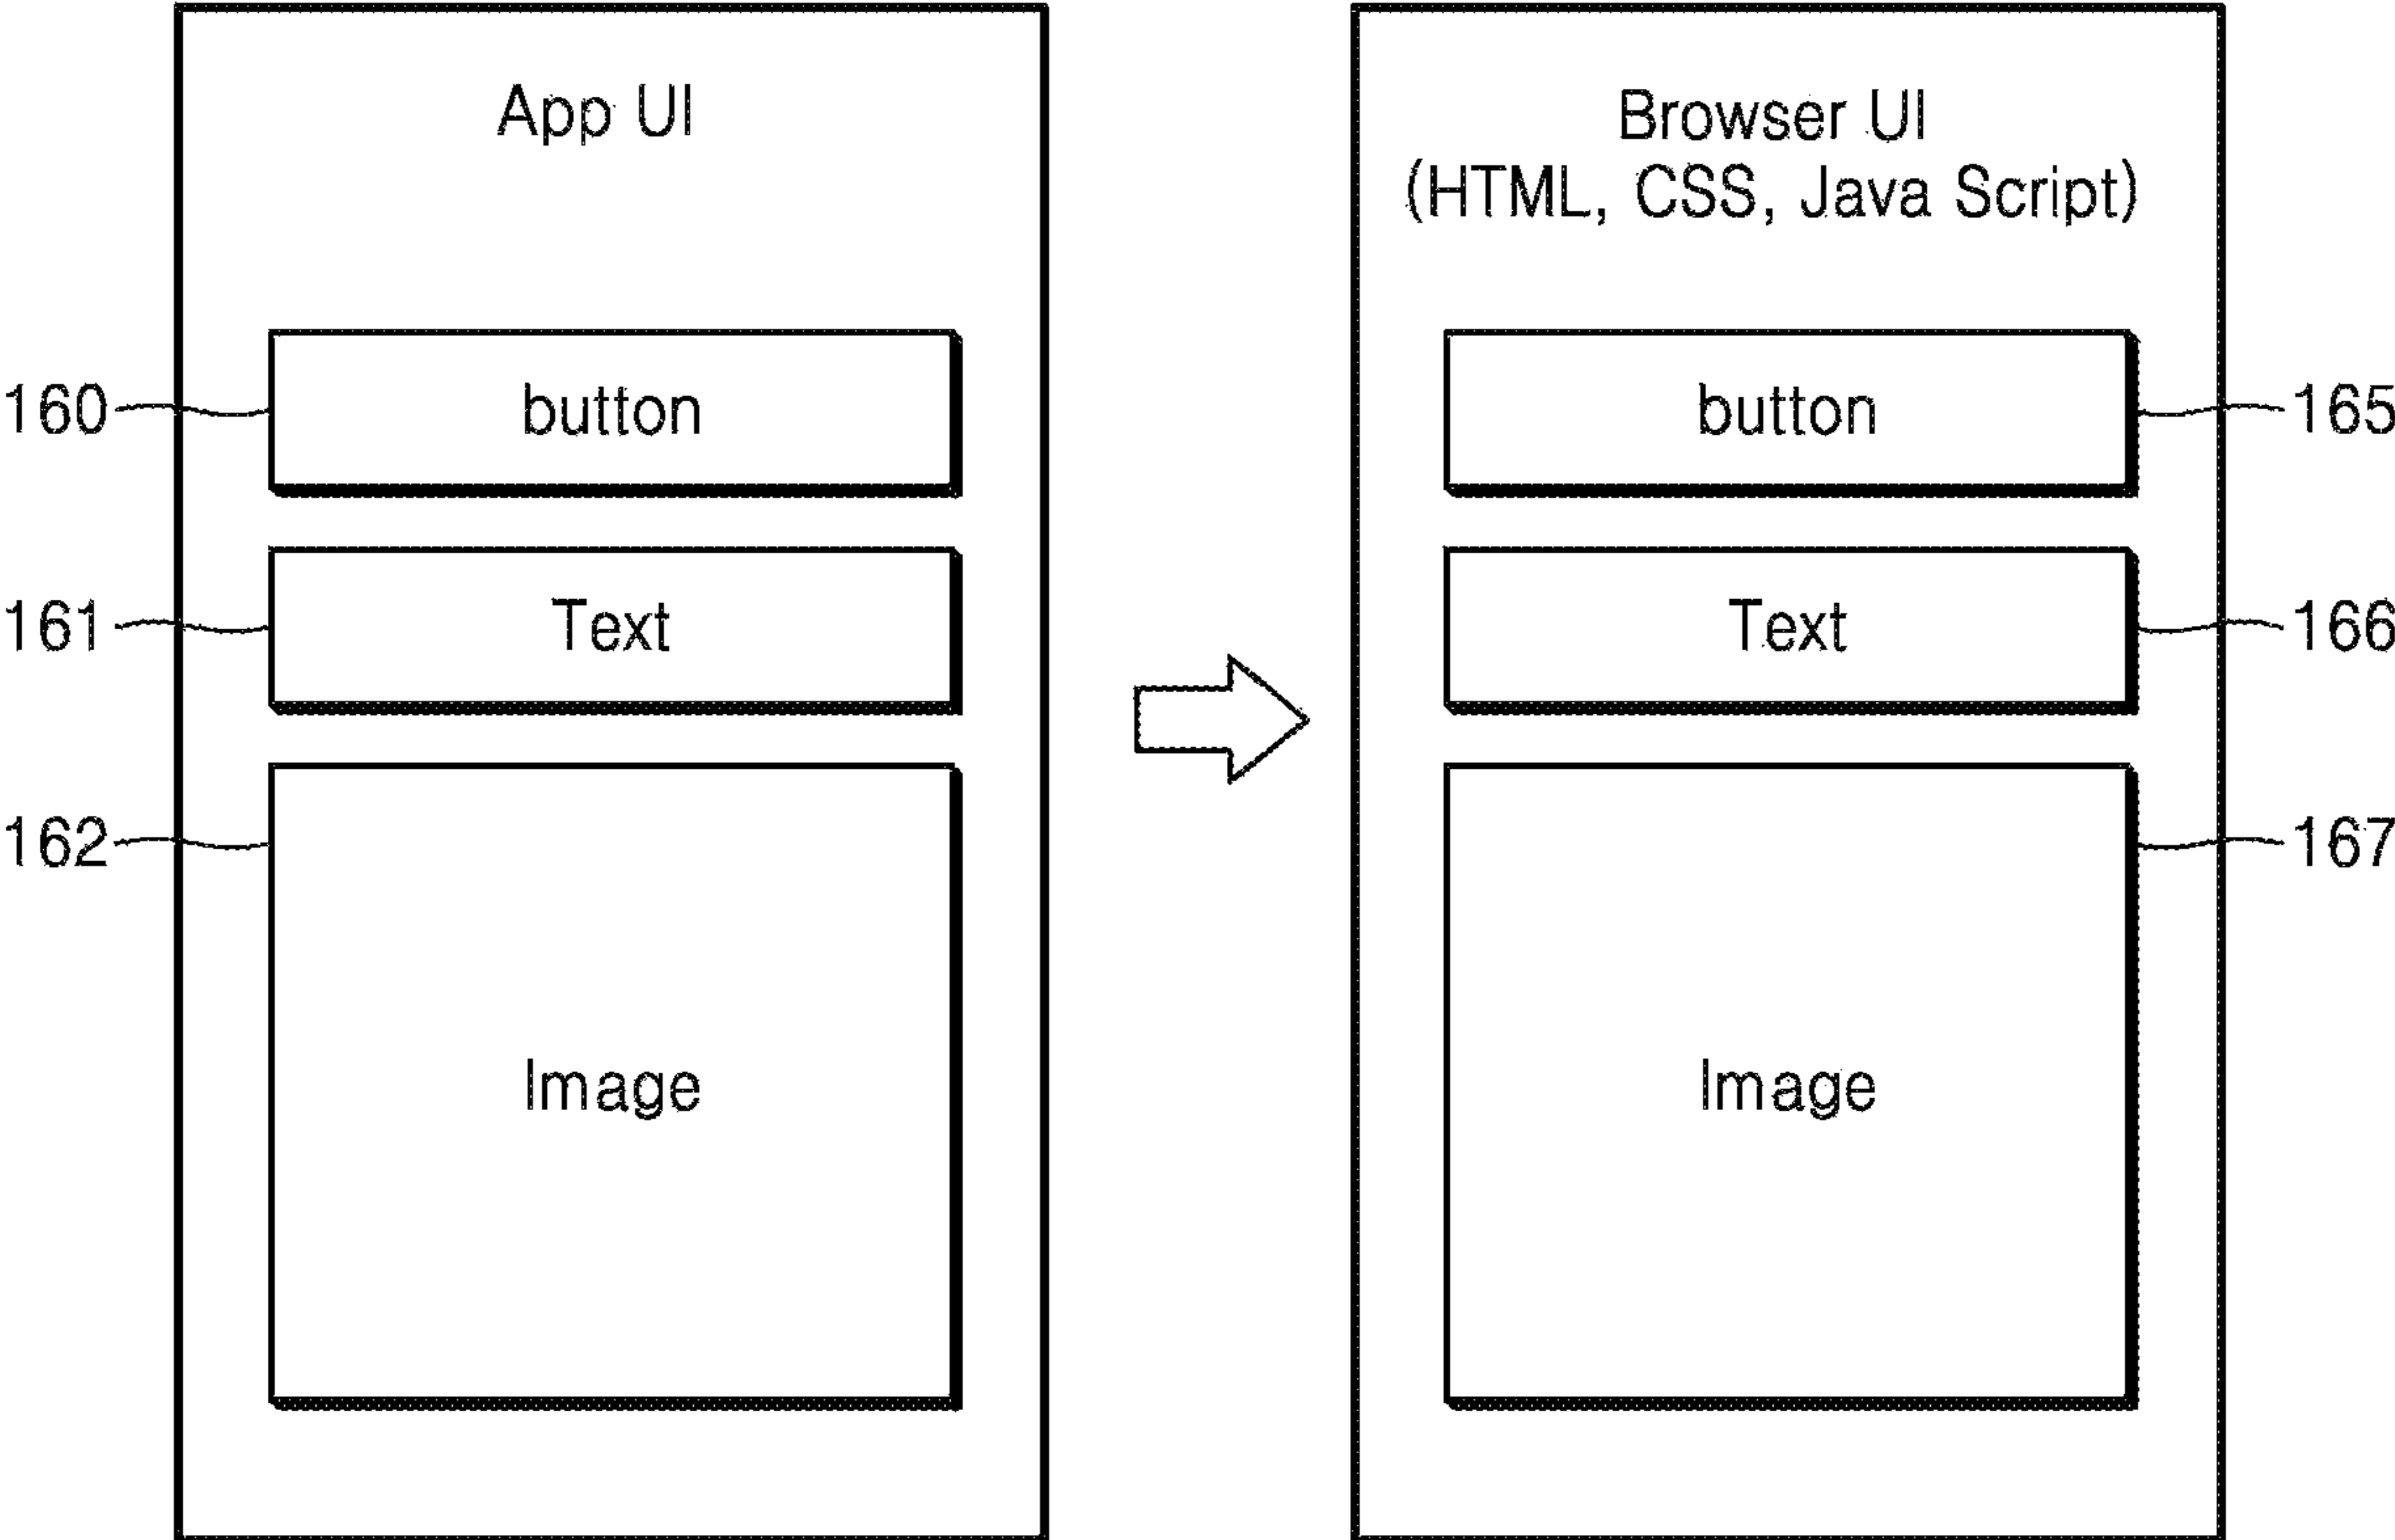 App UI
160
button
161
Text
162
Image
Browser UI
(HTML, CSS, Java Script)
button
165
Text
166
167
Image